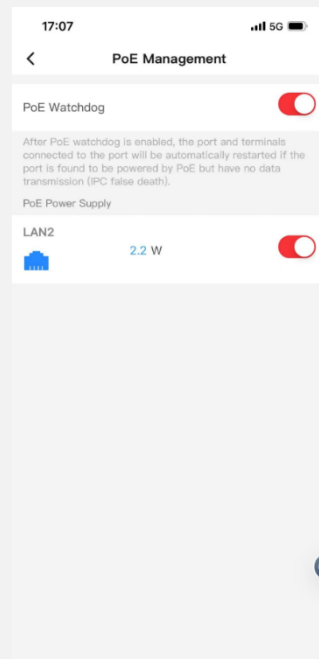 17:07
5G
PoE Management
PoE Watchdog
After PoE watchdog is enabled, the port and terminals
connected to the port will be automatically restarted if the
port is found to be powered by PoE but have no data
transmission (IPC false death).
PoE Power Supply
LAN2
2.2 W